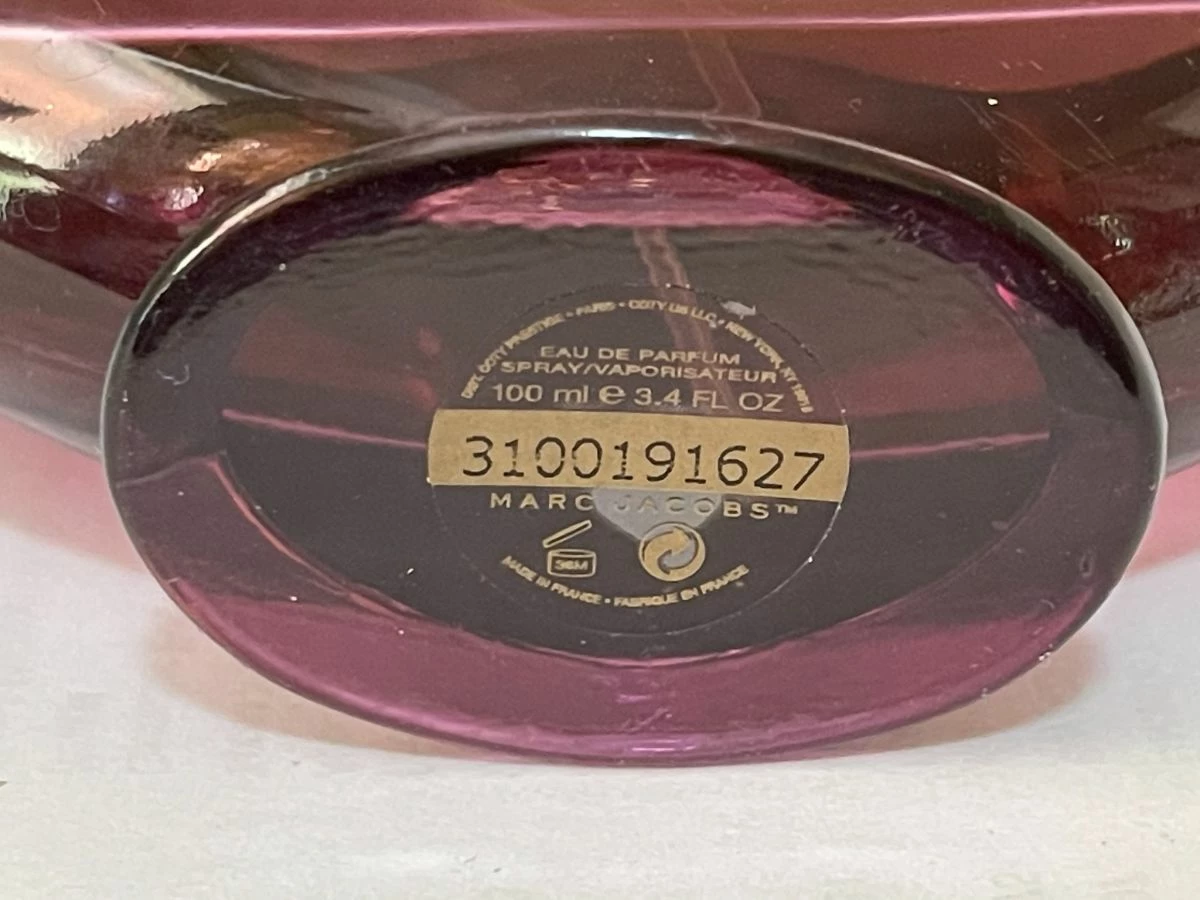 DIST. COTY PRESTIGE • PARIS • COTY US LLC • NEW YORK, NY
EAU DE PARFUM
SPRAY/VAPORISATEUR
100 ml e 3.4 FL OZ
3100191627
MARC JACOBS™
36M
MADE IN FRANCE • FABRIQUE EN FRANCE